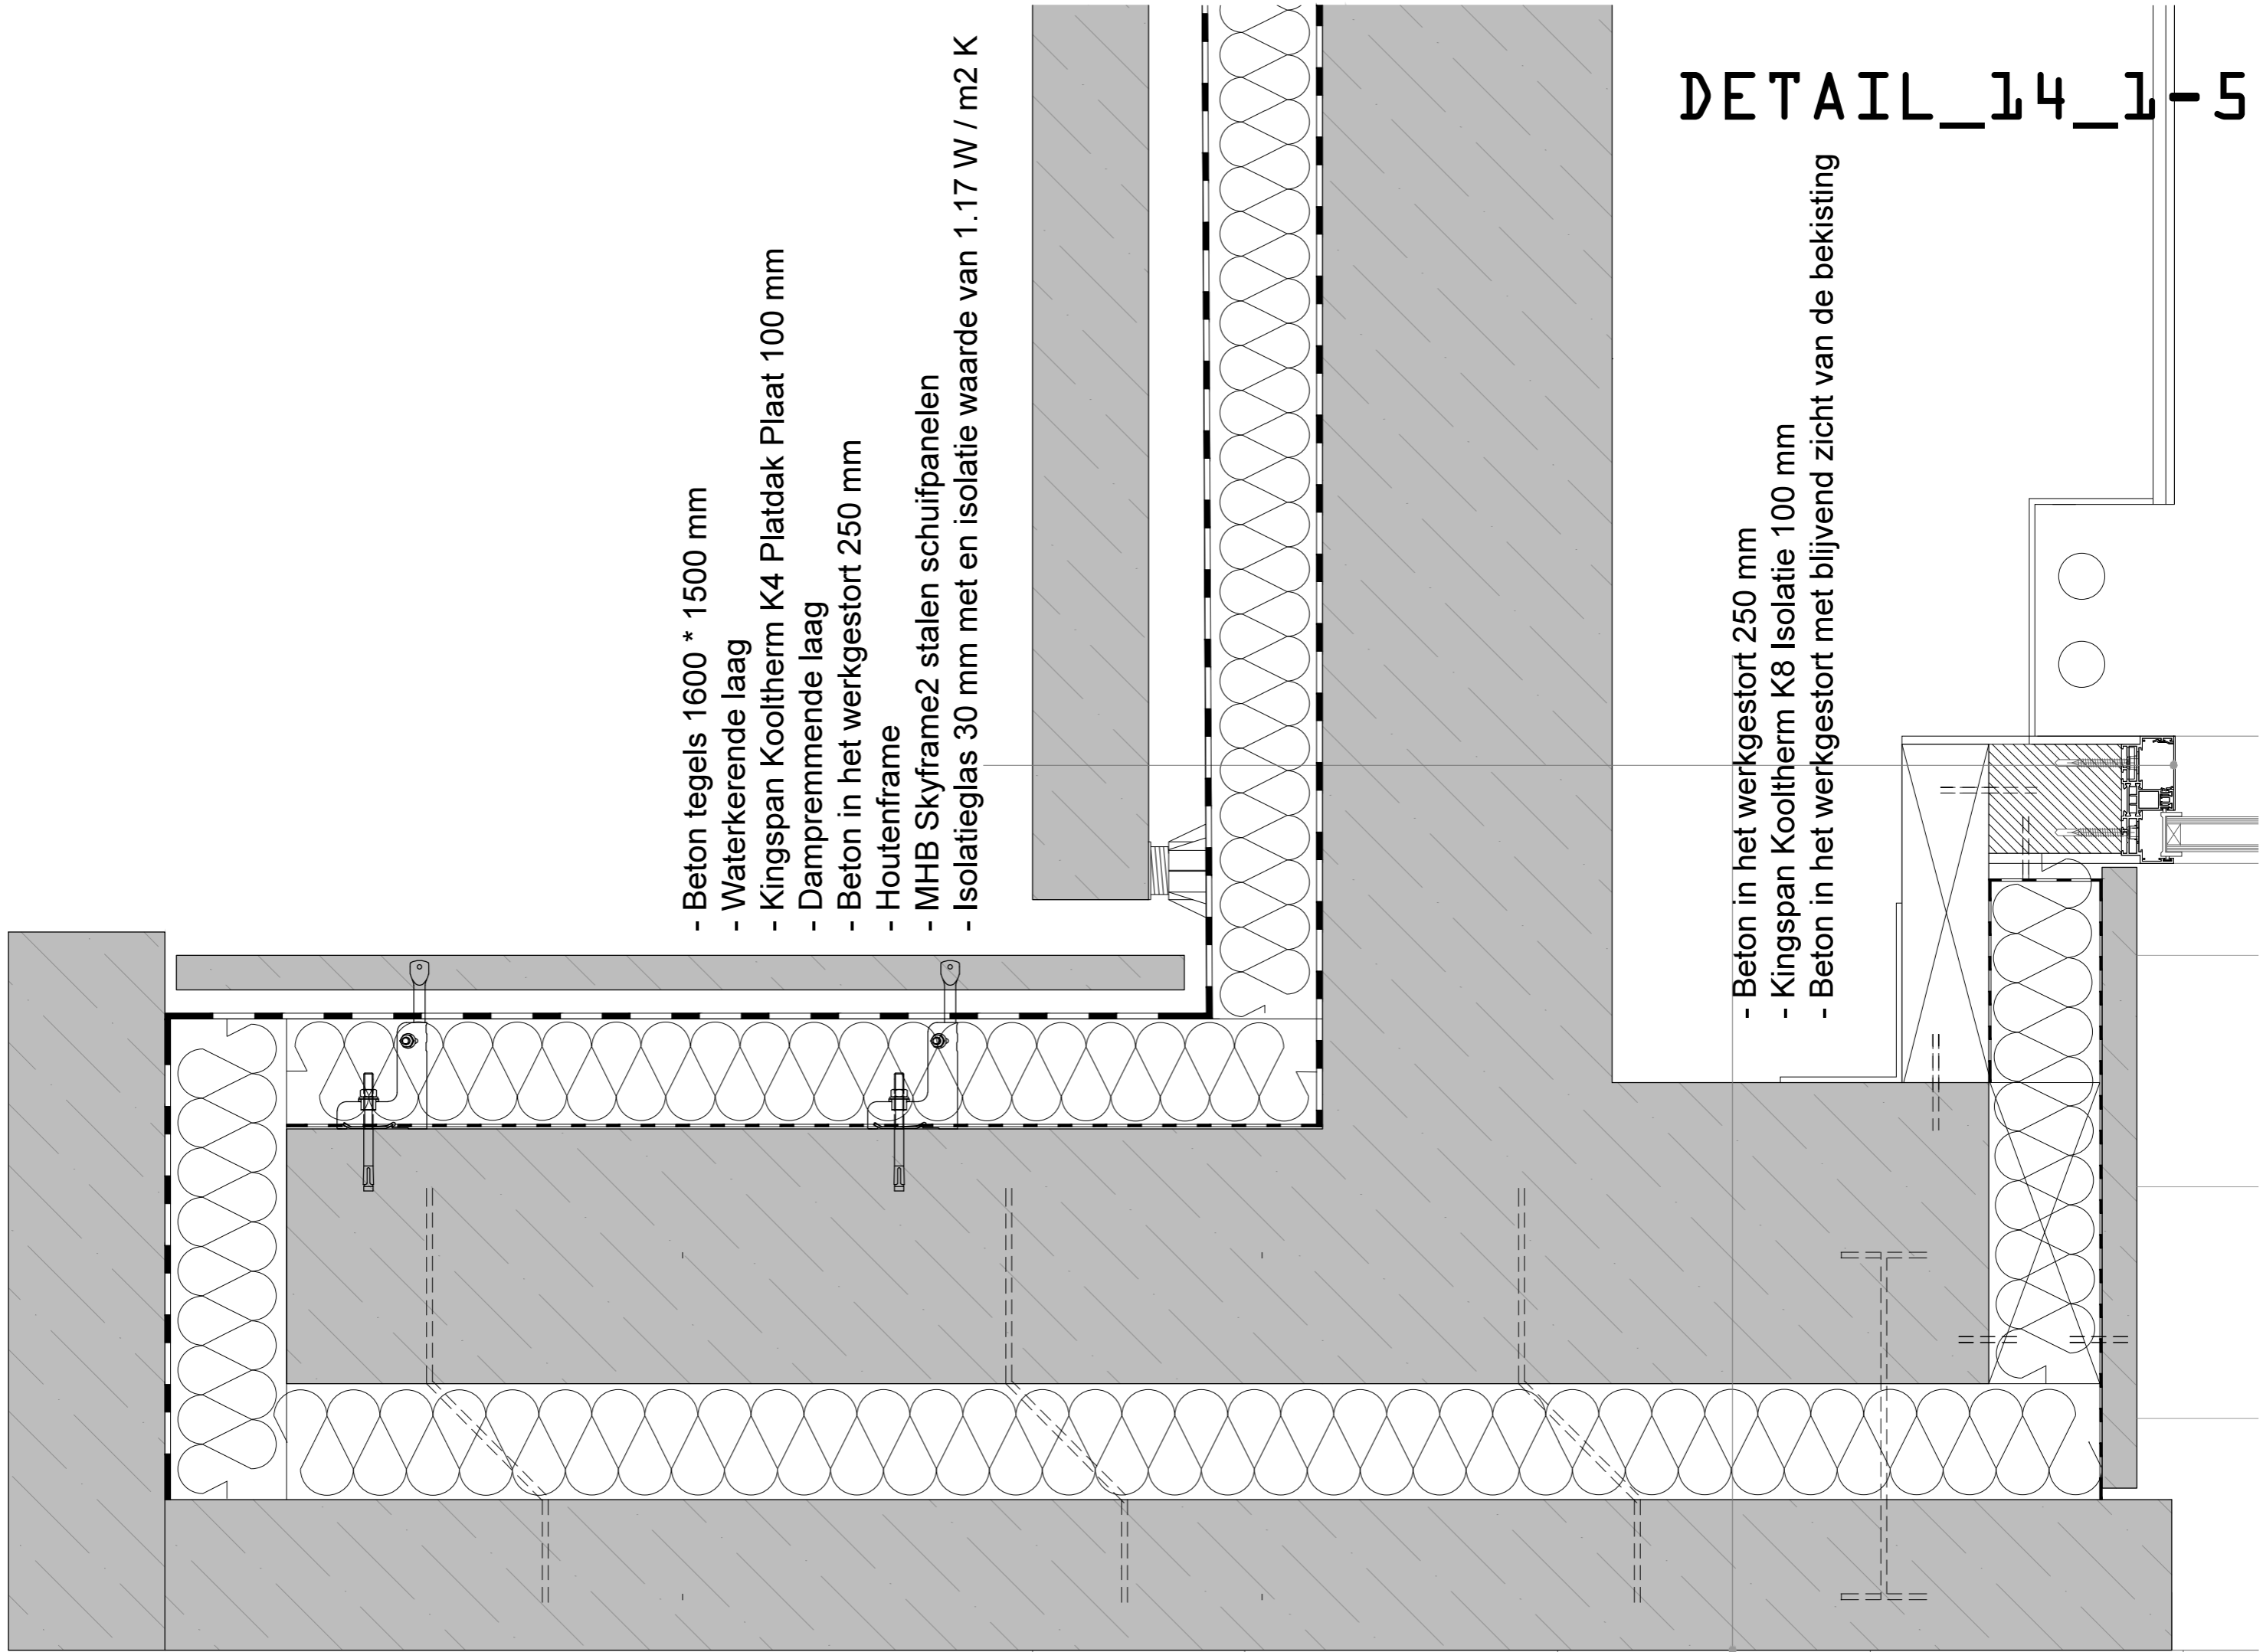 DETAIL_14_1-5
- Beton tegels 1600 * 1500 mm
- Waterkerende laag
- Kingspan Kooltherm K4 Platdak Plaat 100 mm
- Dampremmende laag
- Beton in het werkgestort 250 mm
- Houtenframe
- MHB Skyframe2 stalen schuifpanelen
- Isolatieglas 30 mm met en isolatie waarde van 1.17 W / m2 K
- Beton in het werkgestort 250 mm
- Kingspan Kooltherm K8 Isolatie 100 mm
- Beton in het werkgestort met blijvend zicht van de bekisting